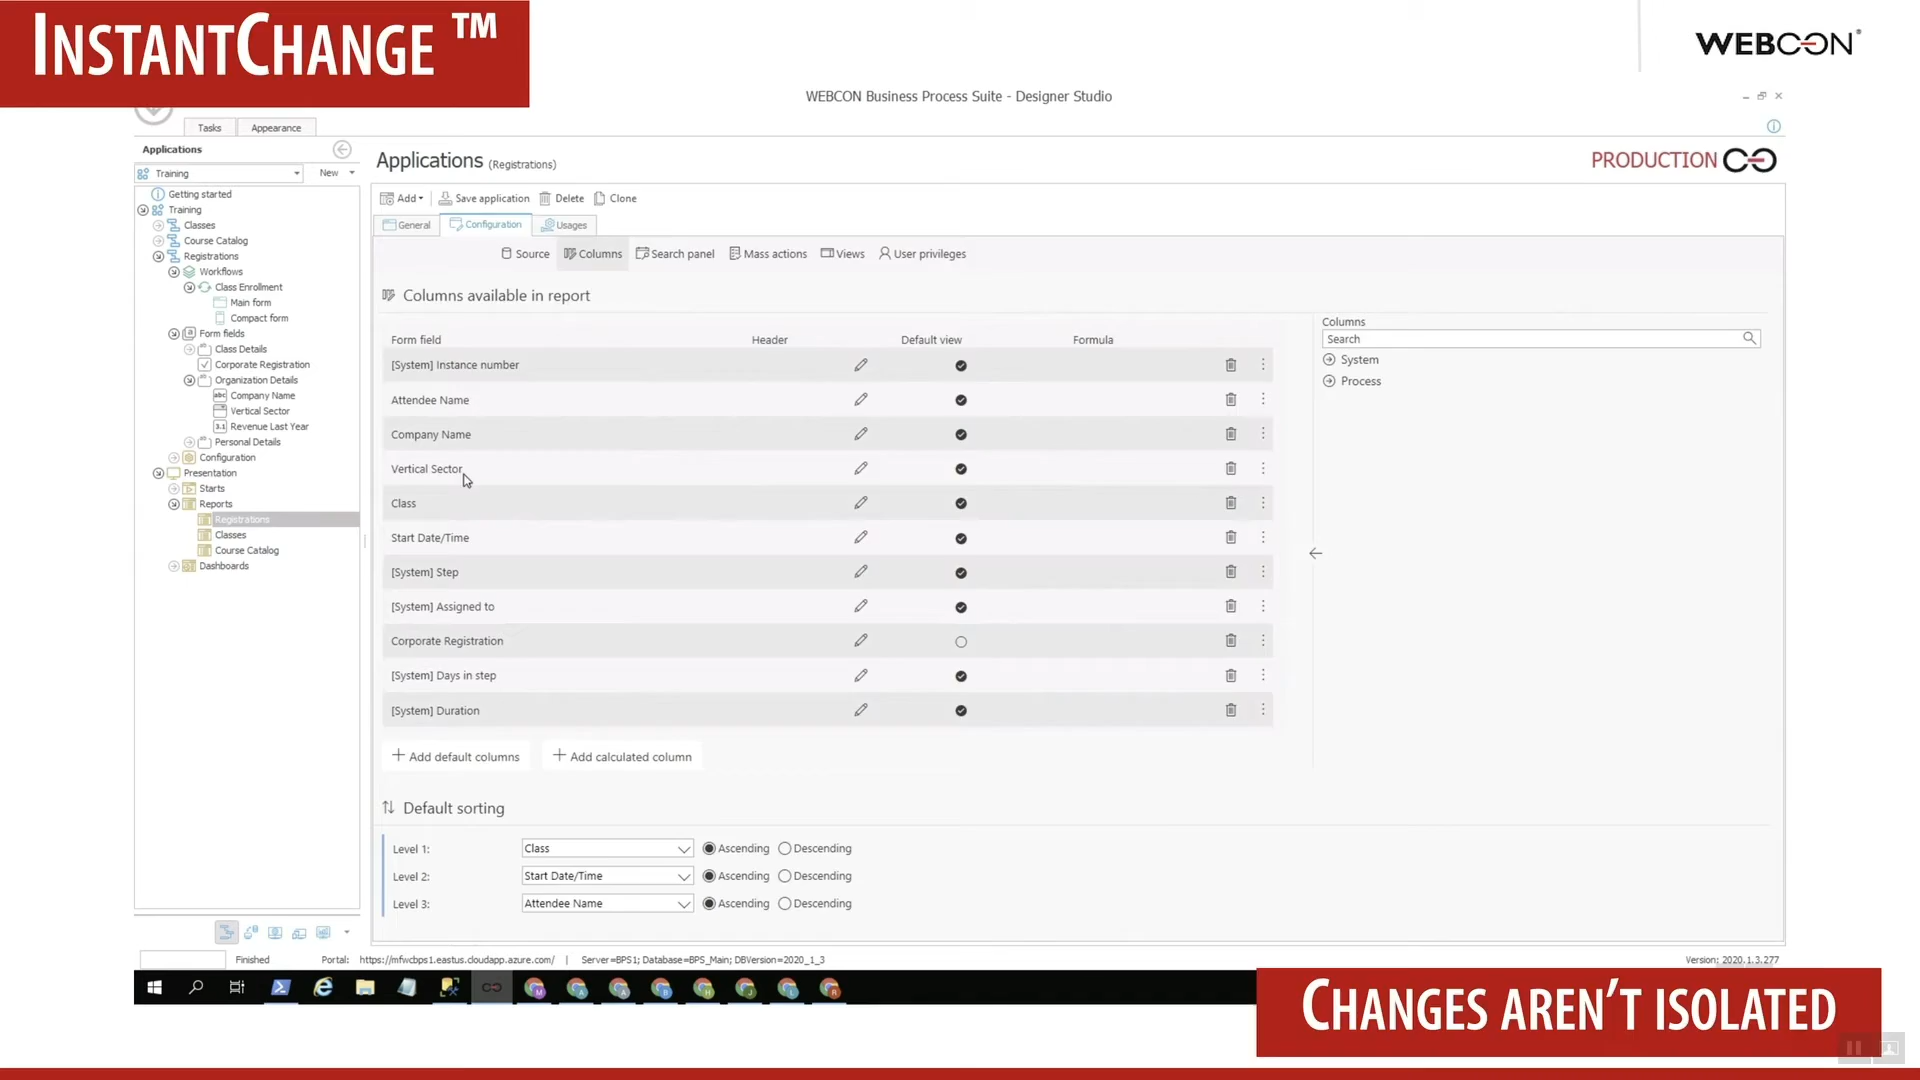 INSTANTCHANGE ™
WEBCON®
WEBCON Business Process Suite - Designer Studio
Tasks
Appearance
Applications
Training
New
Getting started
Training
Classes
Course Catalog
Registrations
Workflows
Class Enrollment
Main form
Compact form
Form fields
Class Details
Corporate Registration
Organization Details
abc Company Name
Vertical Sector
3.1 Revenue Last Year
Personal Details
Configuration
Presentation
Starts
Reports
Registrations
Classes
Course Catalog
Dashboards
Applications (Registrations)
PRODUCTION
Add
Save application
Delete
Clone
General
Configuration
Usages
Source
Columns
Search panel
Mass actions
Views
User privileges
Columns available in report
Form field Header Default view Formula
[System] Instance number
Attendee Name
Company Name
Vertical Sector
Class
Start Date/Time
[System] Step
[System] Assigned to
Corporate Registration
[System] Days in step
[System] Duration
Add default columns
Add calculated column
Columns
Search
System
Process
Default sorting
Level 1: Class Ascending Descending
Level 2: Start Date/Time Ascending Descending
Level 3: Attendee Name Ascending Descending
Finished
Portal: https://mfwcbps1.eastus.cloudapp.azure.com/ | Server=BPS1; Database=BPS_Main; DBVersion=2020_1_3
Version: 2020.1.3.277
M A A B H J L R
CHANGES AREN'T ISOLATED